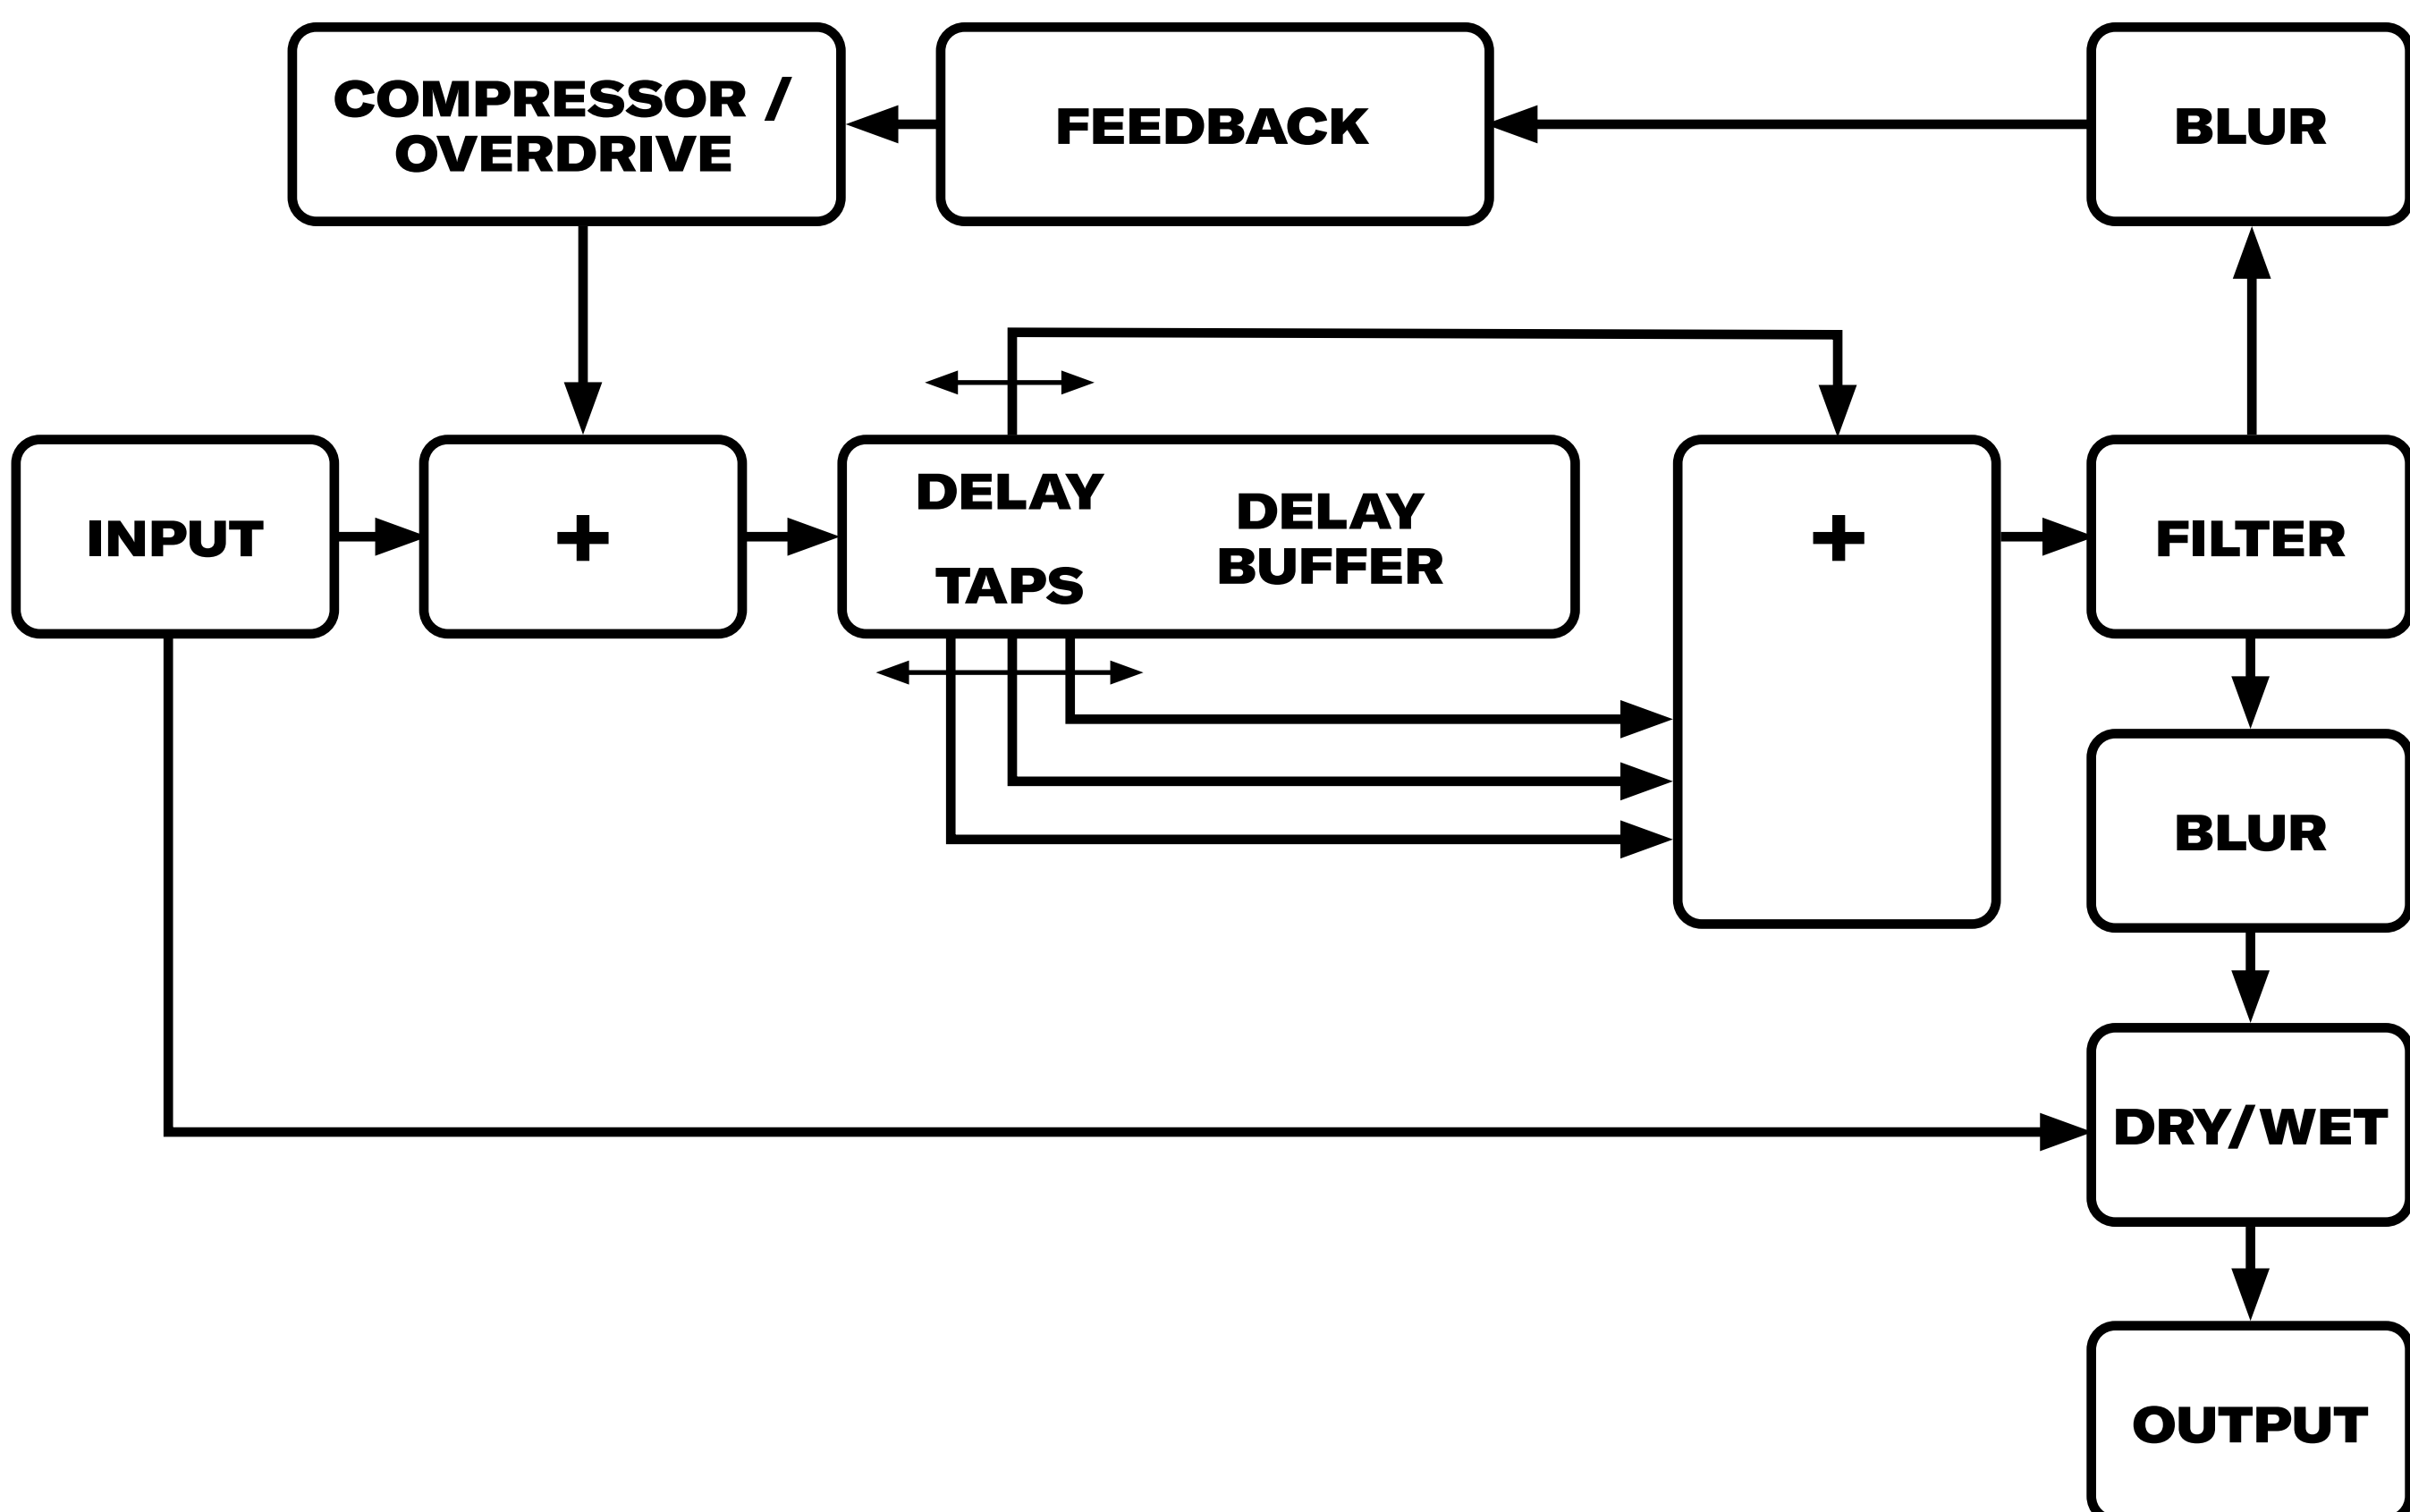 COMPRESSOR /
OVERDRIVE
FEEDBACK
BLUR
INPUT
+
DELAY
TAPS
DELAY
BUFFER
+
FILTER
BLUR
DRY/WET
OUTPUT